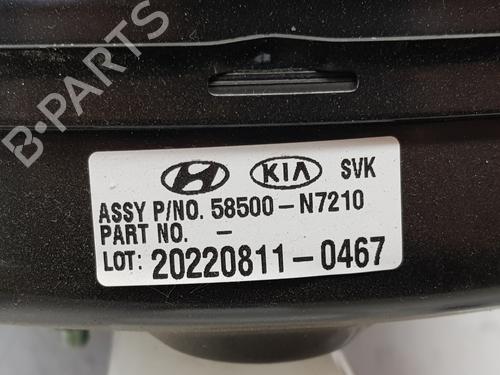 B-PARTS
KIA SVK
ASSY P/NO. 58500-N7210
PART NO. -
LOT: 20220811-0467